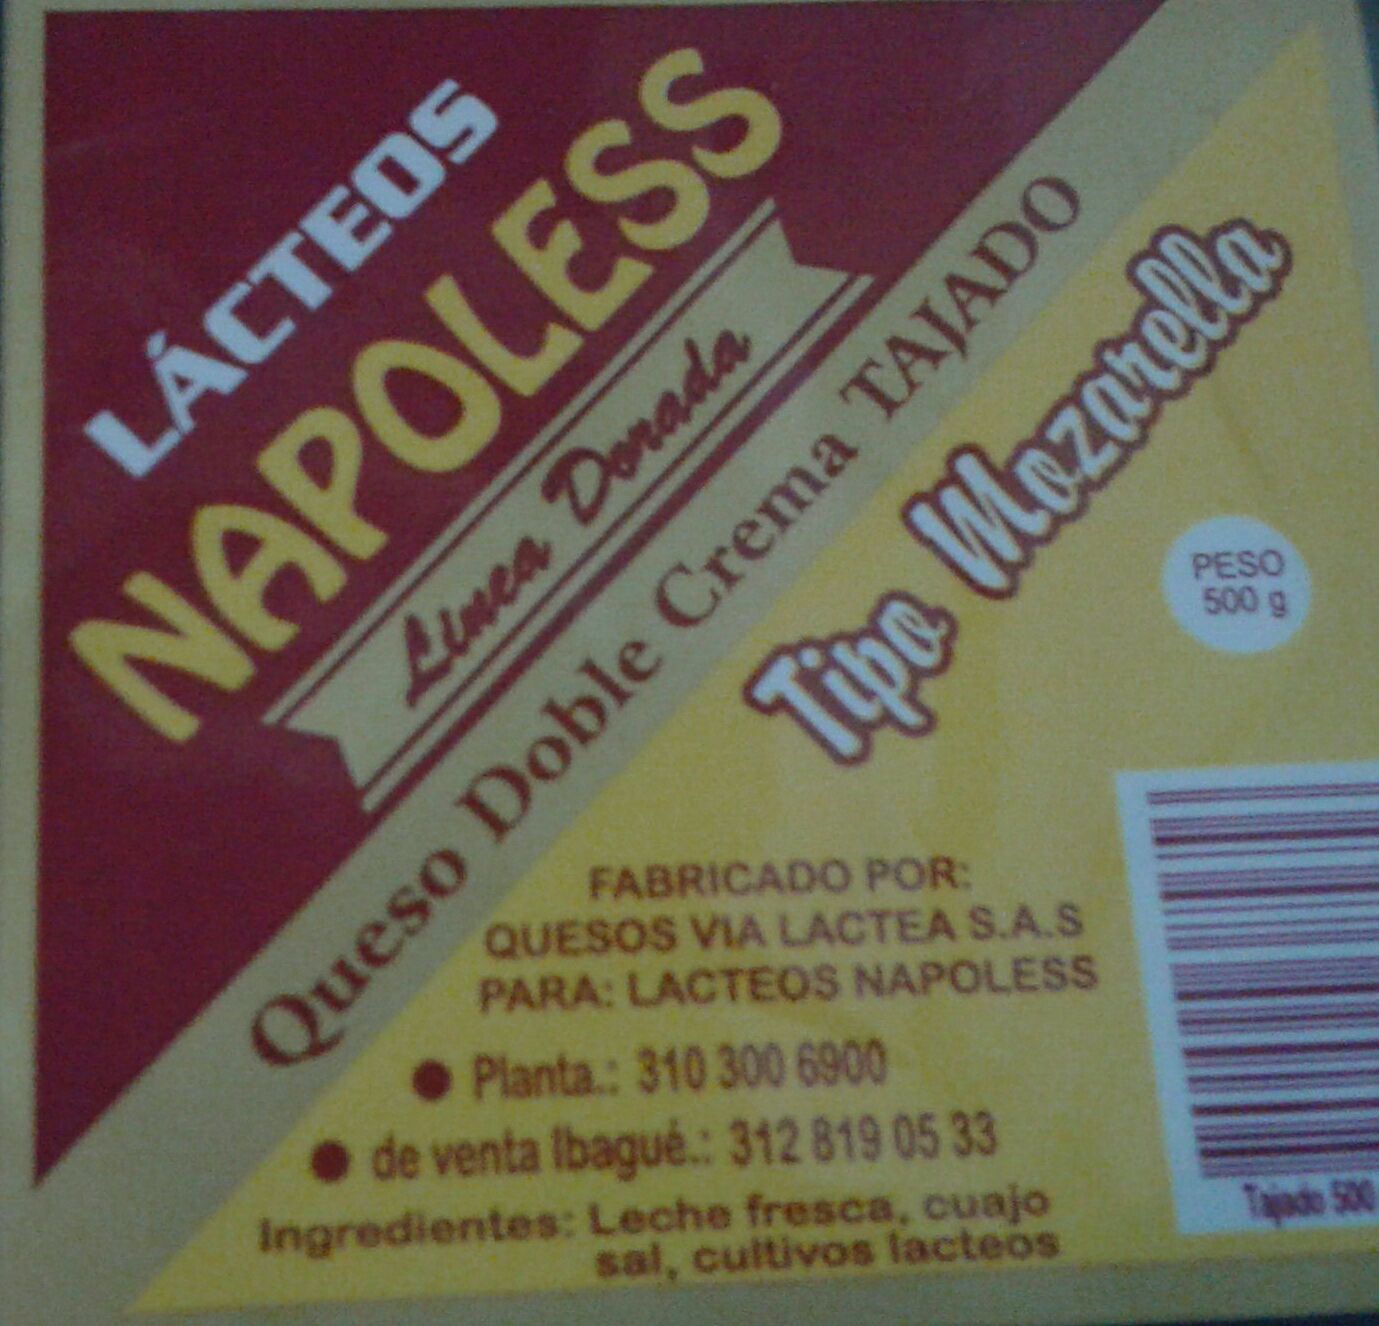 LÁCTEOS
NAPOLESS
Linea Dorada
Queso Doble Crema TAJADO
Tipo Mozarella
PESO
500 g
FABRICADO POR:
QUESOS VIA LACTEA S.A.S
PARA: LACTEOS NAPOLESS
Planta.: 310 300 6900
de venta Ibagué.: 312 819 05 33
Ingredientes: Leche fresca, cuajo
sal, cultivos lacteos
Tajado 500